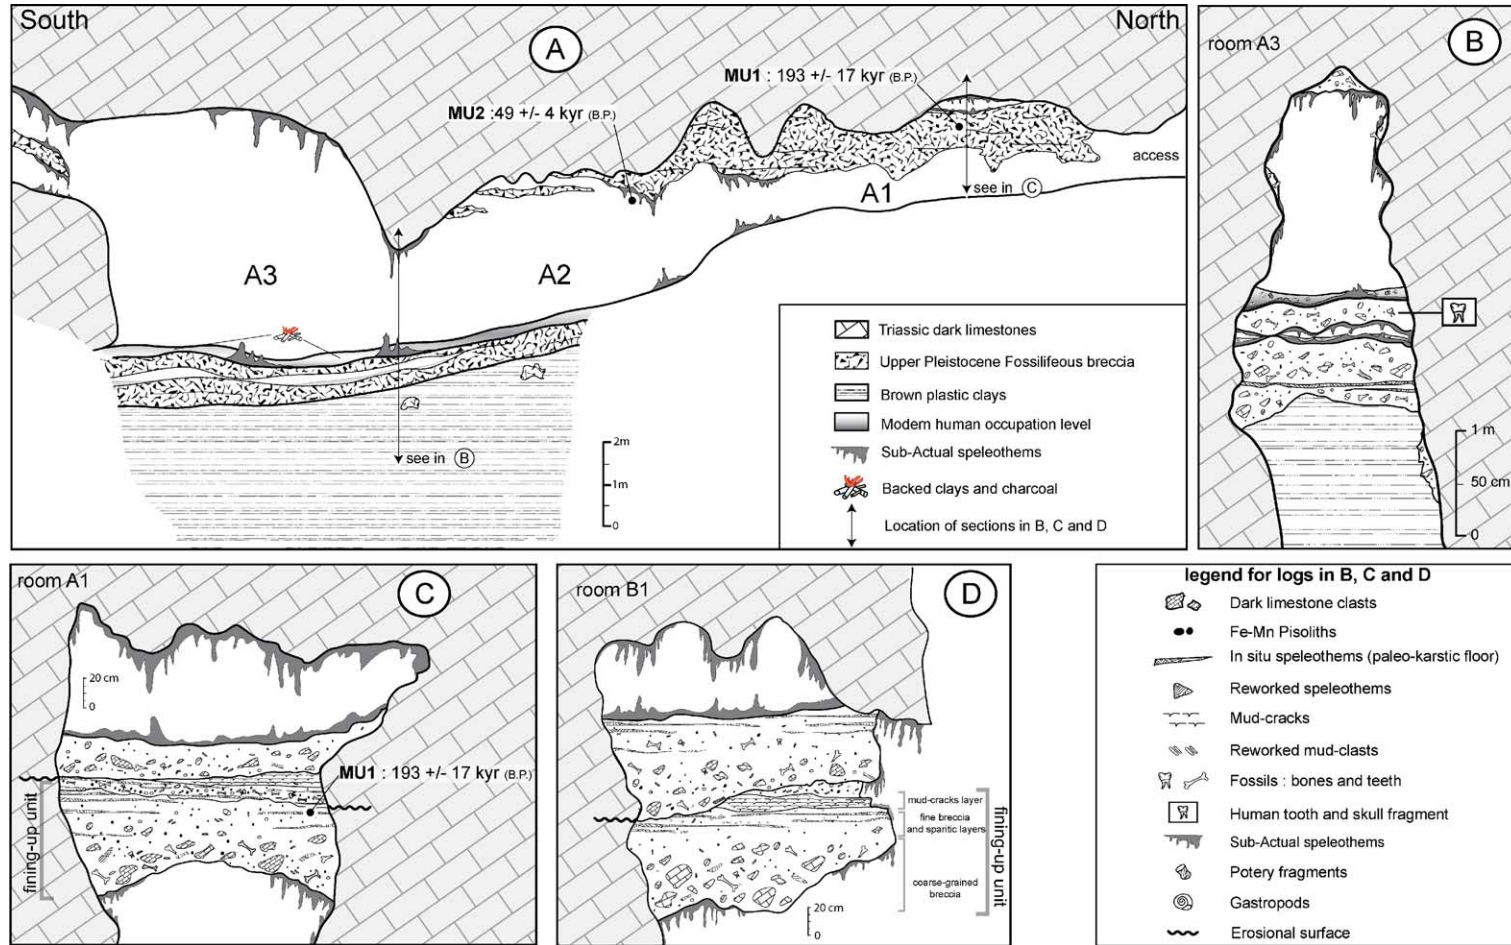 South
North
A
MU1 : 193 +/- 17 kyr (B.P.)
MU2 :49 +/- 4 kyr (B.P.)
access
A1
see in C
A3
A2
see in B
2m
1m
0
Triassic dark limestones
Upper Pleistocene Fossilifeous breccia
Brown plastic clays
Modern human occupation level
Sub-Actual speleothems
Backed clays and charcoal
Location of sections in B, C and D
room A3
B
1 m
50 cm
0
room A1
C
20 cm
0
MU1 : 193 +/- 17 kyr (B.P.)
fining-up unit
room B1
D
mud-cracks layer
fine breccia
and sparitic layers
coarse-grained
breccia
fining-up unit
20 cm
0
legend for logs in B, C and D
Dark limestone clasts
Fe-Mn Pisoliths
In situ speleothems (paleo-karstic floor)
Reworked speleothems
Mud-cracks
Reworked mud-clasts
Fossils : bones and teeth
Human tooth and skull fragment
Sub-Actual speleothems
Potery fragments
Gastropods
Erosional surface